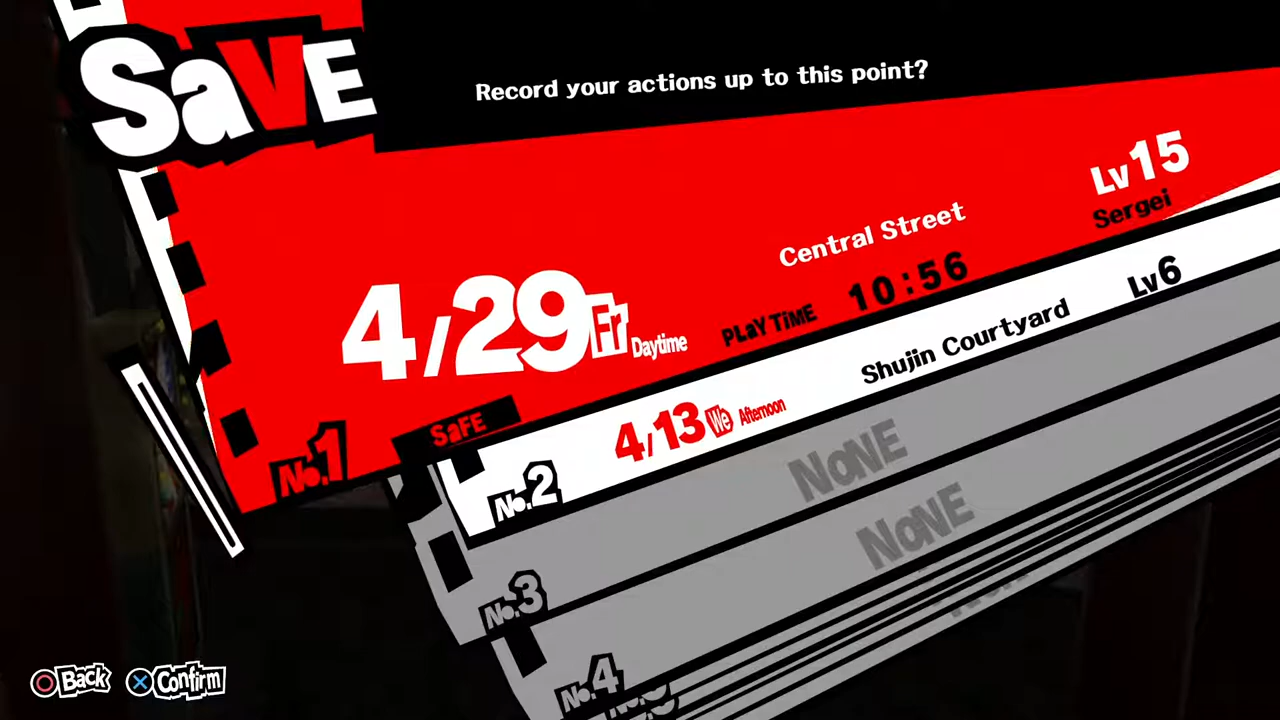 SaVE
Record your actions up to this point?
Lv15
Sergei
Central Street
4/29 Fr Daytime
PLaY TiME 10:56
No.1 SaFE
Lv6
Shujin Courtyard
4/13 We Afternoon
No.2
NoNE
No.3
NoNE
No.4
Back Confirm